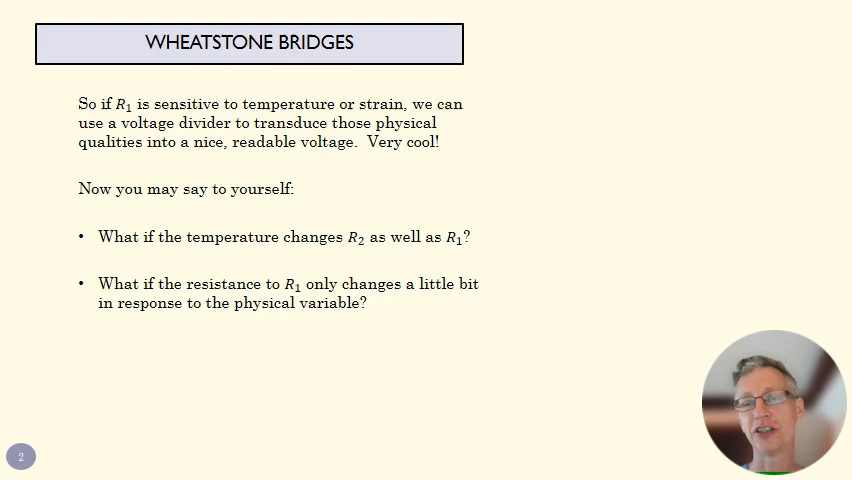 WHEATSTONE BRIDGES
So if R₁ is sensitive to temperature or strain, we can
use a voltage divider to transduce those physical
qualities into a nice, readable voltage.  Very cool!
Now you may say to yourself:
• What if the temperature changes R₂ as well as R₁?
• What if the resistance to R₁ only changes a little bit
in response to the physical variable?
2